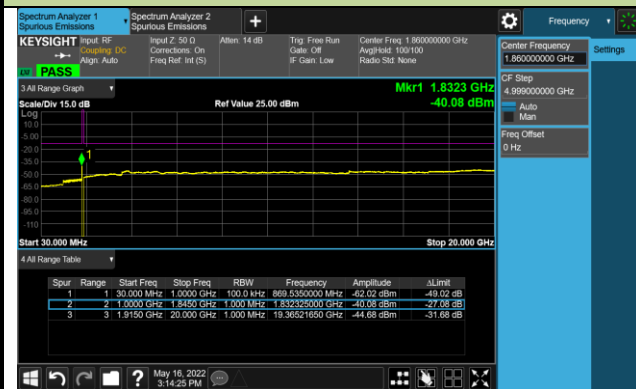 Spectrum Analyzer 1
Spurious Emissions
Spectrum Analyzer 2
Spurious Emissions
+
Frequency
KEYSIGHT
Input: RF
Coupling: DC
Align: Auto
Input Z: 50 Ω
Corrections: On
Freq Ref: Int (S)
Atten: 14 dB
Trig: Free Run
Gate: Off
IF Gain: Low
Center Freq: 1.860000000 GHz
Avg|Hold: 100/100
Radio Std: None
LM PASS
Center Frequency
1.860000000 GHz
Settings
CF Step
4.999000000 GHz
Auto
Man
Freq Offset
0 Hz
3 All Range Graph
Mkr1 1.8323 GHz
Scale/Div 15.0 dB
Ref Value 25.00 dBm
-40.08 dBm
Log
10.0
-5.00
-20.0
-35.0
-50.0
-65.0
-80.0
-95.0
-110
1
Start 30.000 MHz
Stop 20.000 GHz
4 All Range Table
Spur Range Start Freq Stop Freq RBW Frequency Amplitude ΔLimit
1 1 30.000 MHz 1.0000 GHz 100.0 kHz 869.5350000 MHz -62.02 dBm -49.02 dB
2 2 1.0000 GHz 1.8450 GHz 1.000 MHz 1.832325000 GHz -40.08 dBm -27.08 dB
3 3 1.9150 GHz 20.000 GHz 1.000 MHz 19.36521650 GHz -44.68 dBm -31.68 dB
?
May 16, 2022
3:14:25 PM